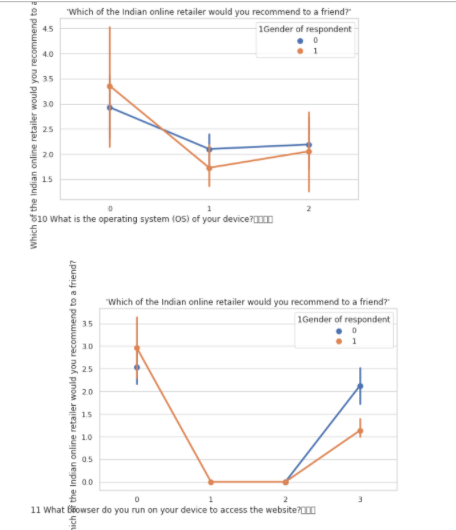 'Which of the Indian online retailer would you recommend to a friend?'
Which of the Indian online retailer would you recommend to a
1Gender of respondent
0
1
4.5
4.0
3.5
3.0
2.5
2.0
1.5
0 1 2
10 What is the operating system (OS) of your device?
'Which of the Indian online retailer would you recommend to a friend?'
of the Indian online retailer would you recommend to a friend?
1Gender of respondent
0
1
3.5
3.0
2.5
2.0
1.5
1.0
0.5
0.0
0 1 2 3
11 What browser do you run on your device to access the website?